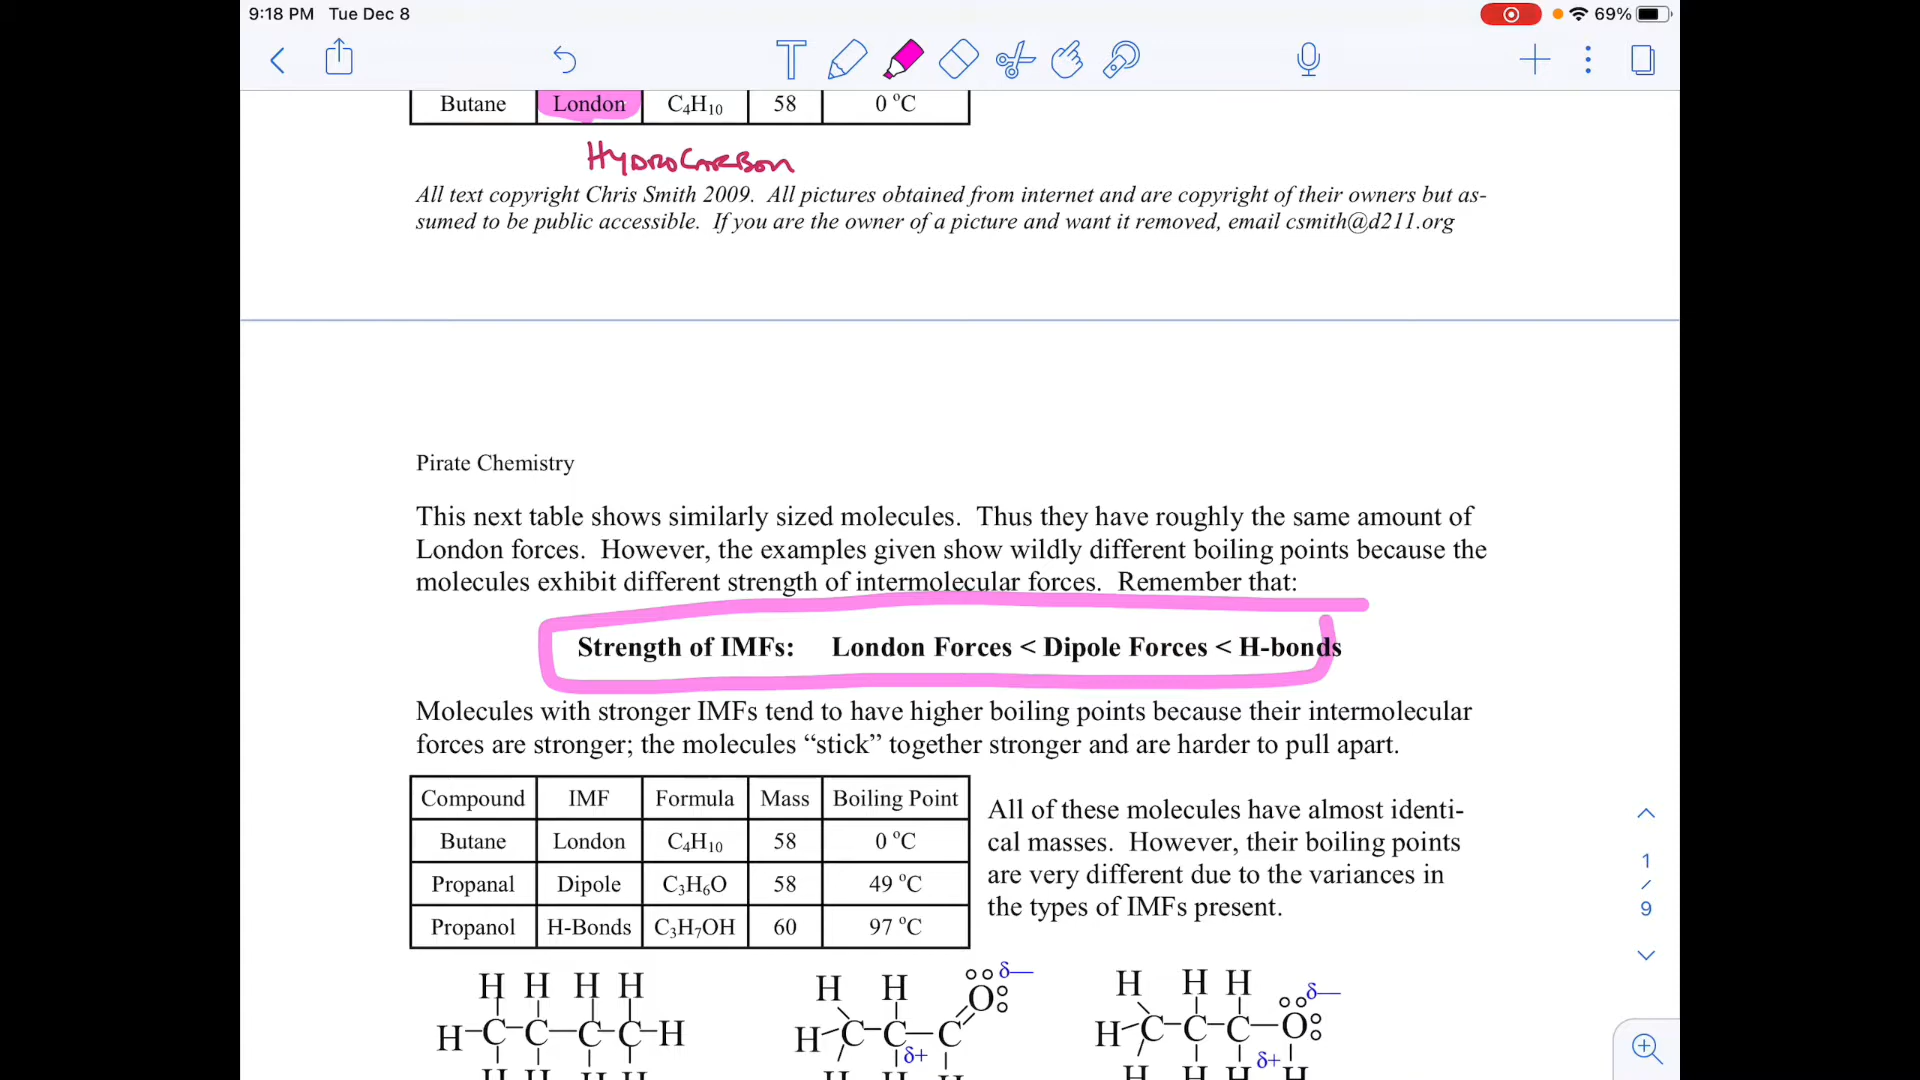 9:18 PM Tue Dec 8
69%
Butane London C₄H₁₀ 58 0 °C
HYDROCARBON
All text copyright Chris Smith 2009. All pictures obtained from internet and are copyright of their owners but as-
sumed to be public accessible. If you are the owner of a picture and want it removed, email csmith@d211.org
Pirate Chemistry
This next table shows similarly sized molecules. Thus they have roughly the same amount of
London forces. However, the examples given show wildly different boiling points because the
molecules exhibit different strength of intermolecular forces. Remember that:
Strength of IMFs: London Forces < Dipole Forces < H-bonds
Molecules with stronger IMFs tend to have higher boiling points because their intermolecular
forces are stronger; the molecules “stick” together stronger and are harder to pull apart.
Compound IMF Formula Mass Boiling Point
Butane London C₄H₁₀ 58 0 °C
Propanal Dipole C₃H₆O 58 49 °C
Propanol H-Bonds C₃H₇OH 60 97 °C
All of these molecules have almost identi-
cal masses. However, their boiling points
are very different due to the variances in
the types of IMFs present.
1
/
9
H H H H
H-C-C-C-C-H
H H H H
δ—
H H O
H C-C-C
δ+
H H H
δ—
H H H
H-C-C-C-O
δ+
H H H H